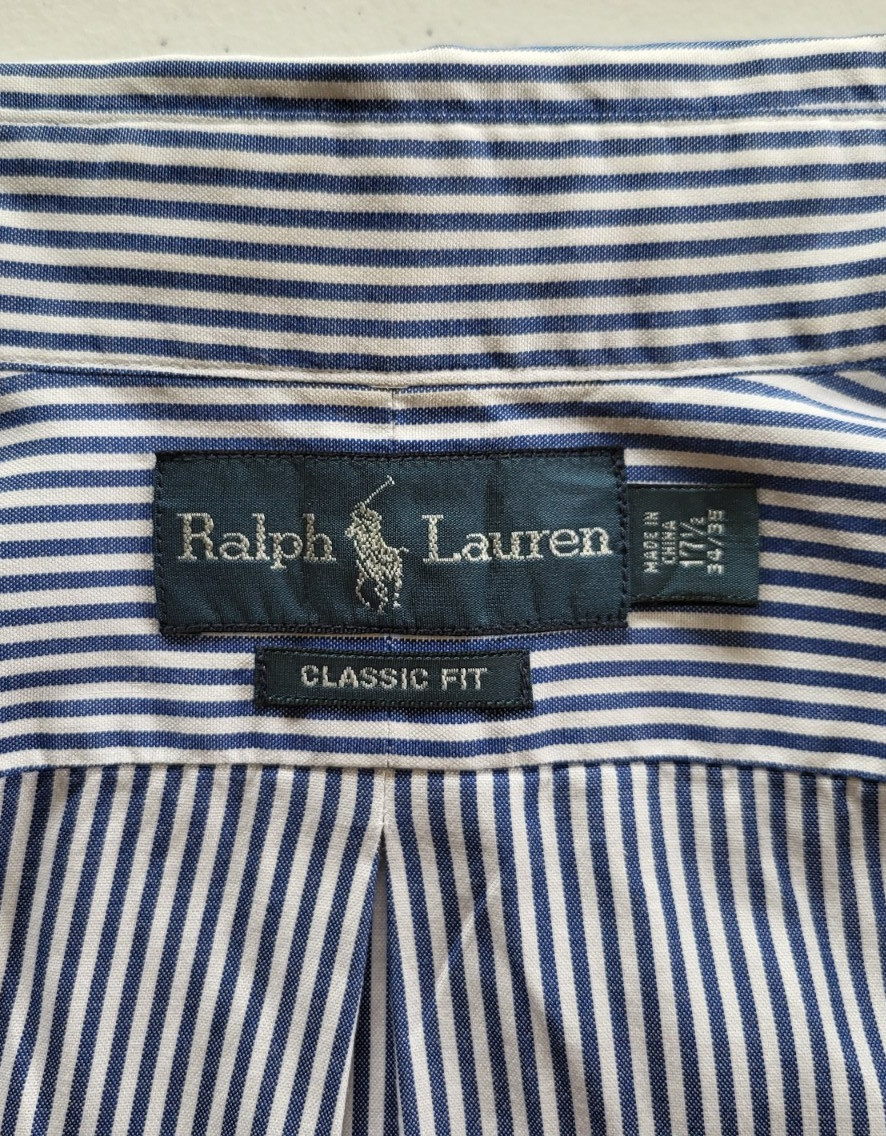 Ralph Lauren
MADE IN
CHINA
17½
34/35
CLASSIC FIT